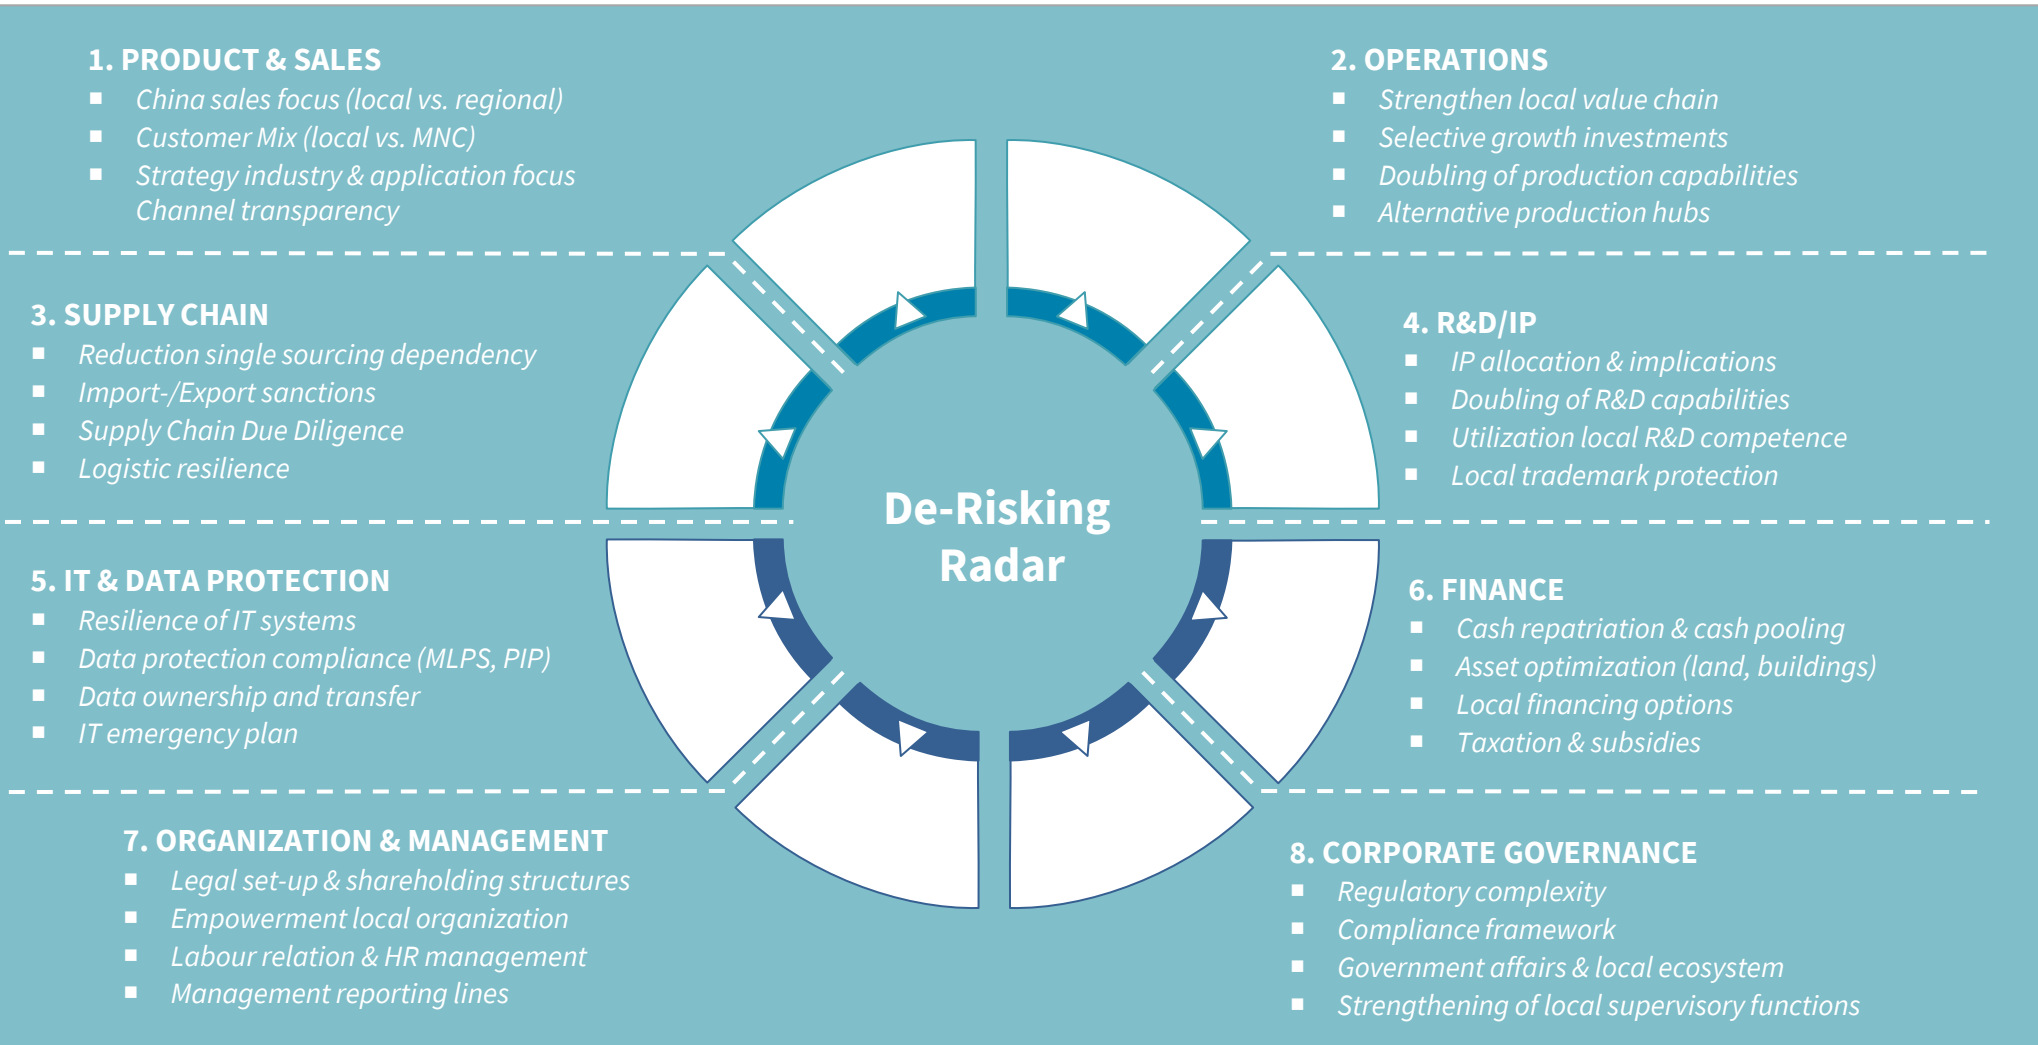 1. PRODUCT & SALES
■ China sales focus (local vs. regional)
■ Customer Mix (local vs. MNC)
■ Strategy industry & application focus
Channel transparency
2. OPERATIONS
■ Strengthen local value chain
■ Selective growth investments
■ Doubling of production capabilities
■ Alternative production hubs
3. SUPPLY CHAIN
■ Reduction single sourcing dependency
■ Import-/Export sanctions
■ Supply Chain Due Diligence
■ Logistic resilience
4. R&D/IP
■ IP allocation & implications
■ Doubling of R&D capabilities
■ Utilization local R&D competence
■ Local trademark protection
De-Risking
Radar
5. IT & DATA PROTECTION
■ Resilience of IT systems
■ Data protection compliance (MLPS, PIP)
■ Data ownership and transfer
■ IT emergency plan
6. FINANCE
■ Cash repatriation & cash pooling
■ Asset optimization (land, buildings)
■ Local financing options
■ Taxation & subsidies
7. ORGANIZATION & MANAGEMENT
■ Legal set-up & shareholding structures
■ Empowerment local organization
■ Labour relation & HR management
■ Management reporting lines
8. CORPORATE GOVERNANCE
■ Regulatory complexity
■ Compliance framework
■ Government affairs & local ecosystem
■ Strengthening of local supervisory functions